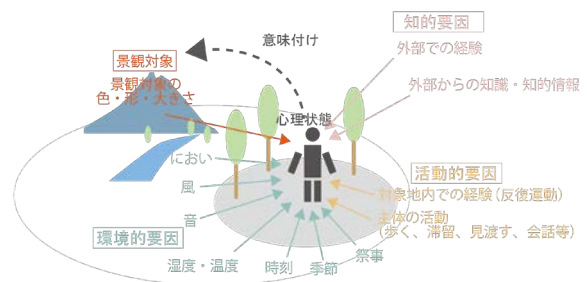 知的要因
外部での経験
意味付け
景観対象
景観対象の
色・形・大きさ
外部からの知識・知的情報
心理状態
におい
活動的要因
風
対象地内での経験（反復運動）
音
主体の活動
（歩く、滞留、見渡す、会話等）
環境的要因
湿度・温度
時刻
季節
祭事